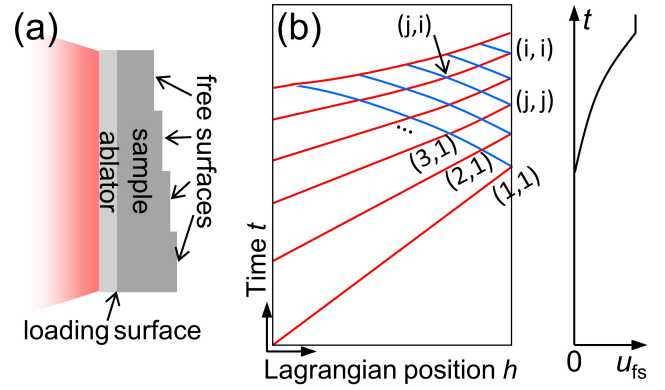 (a)
free surfaces
sample
ablator
loading surface
(b)
(j,i)
(i, i)
(j, j)
...
(3,1)
(2,1)
(1,1)
Time t
Lagrangian position h
t
0
u_fs